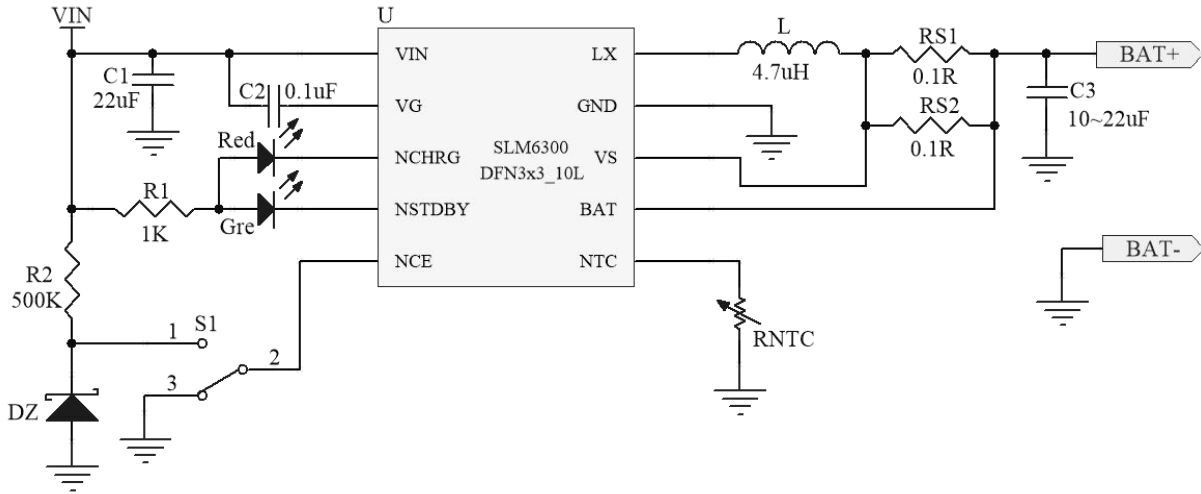 VIN
U
L
VIN
LX
RS1
BAT+
C1
22uF
4.7uH
0.1R
C2
0.1uF
VG
GND
C3
RS2
10~22uF
Red
SLM6300
NCHRG
VS
0.1R
DFN3x3_10L
R1
NSTDBY
BAT
1K
Gre
BAT-
NCE
NTC
R2
500K
1
S1
RNTC
2
3
DZ